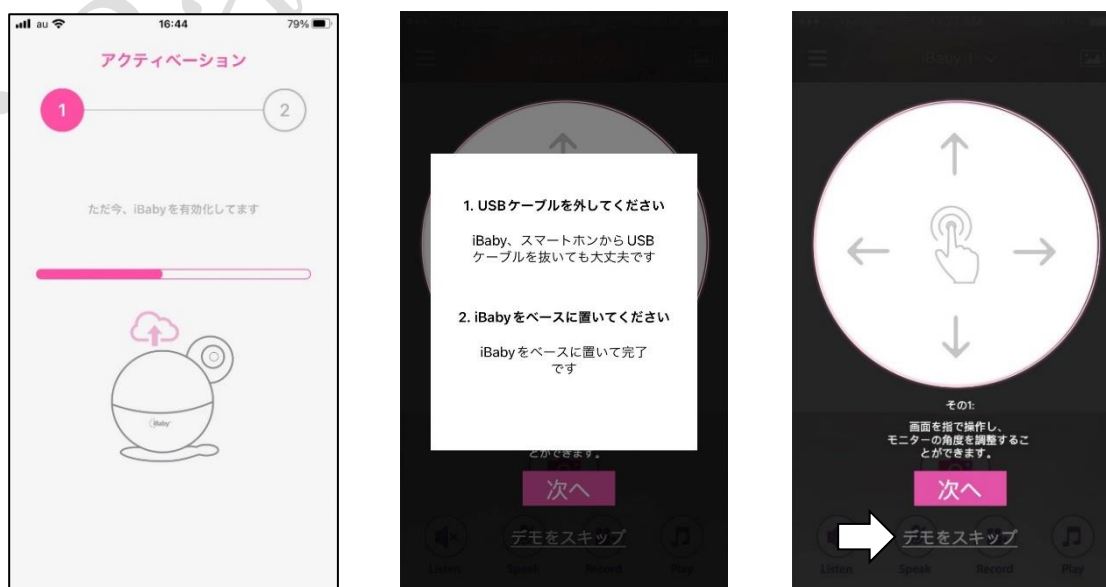 au
16:44
79%
アクティベーション
1
2
ただ今、iBabyを有効化してます
iBaby
1. USBケーブルを外してください
iBaby、スマートホンからUSB
ケーブルを抜いても大丈夫です
2. iBabyをベースに置いてください
iBabyをベースに置いて完了
です
とができます。
次へ
デモをスキップ
Listen
Speak
Record
Play
その1:
画面を指で操作し、
モニターの角度を調整するこ
とができます。
次へ
デモをスキップ
Listen
Speak
Record
Play